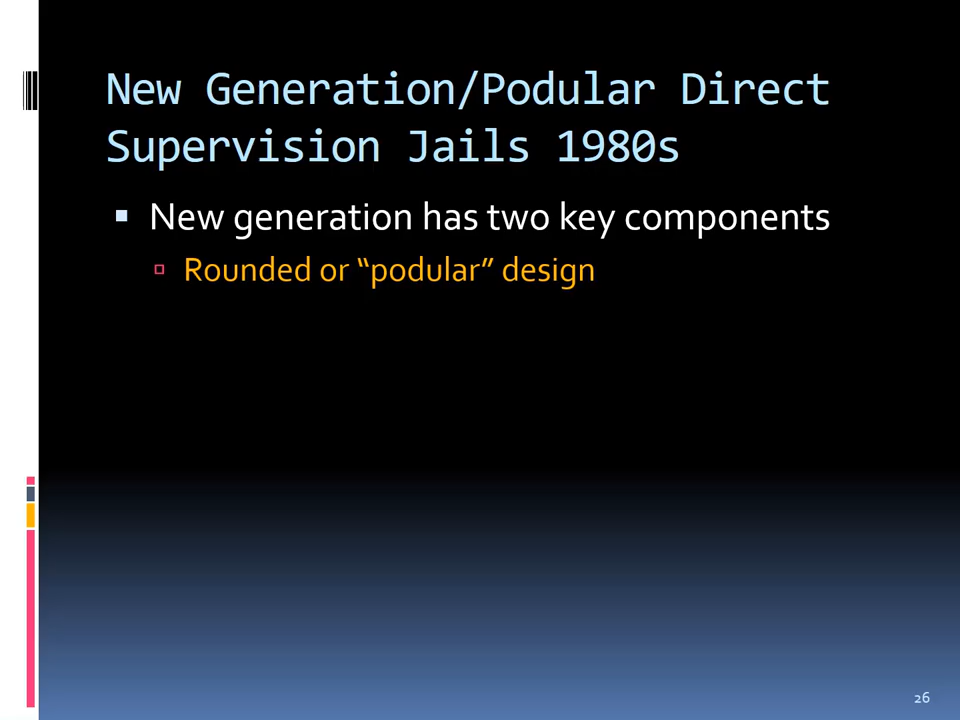 New Generation/Podular Direct
Supervision Jails 1980s
New generation has two key components
Rounded or “podular” design
26